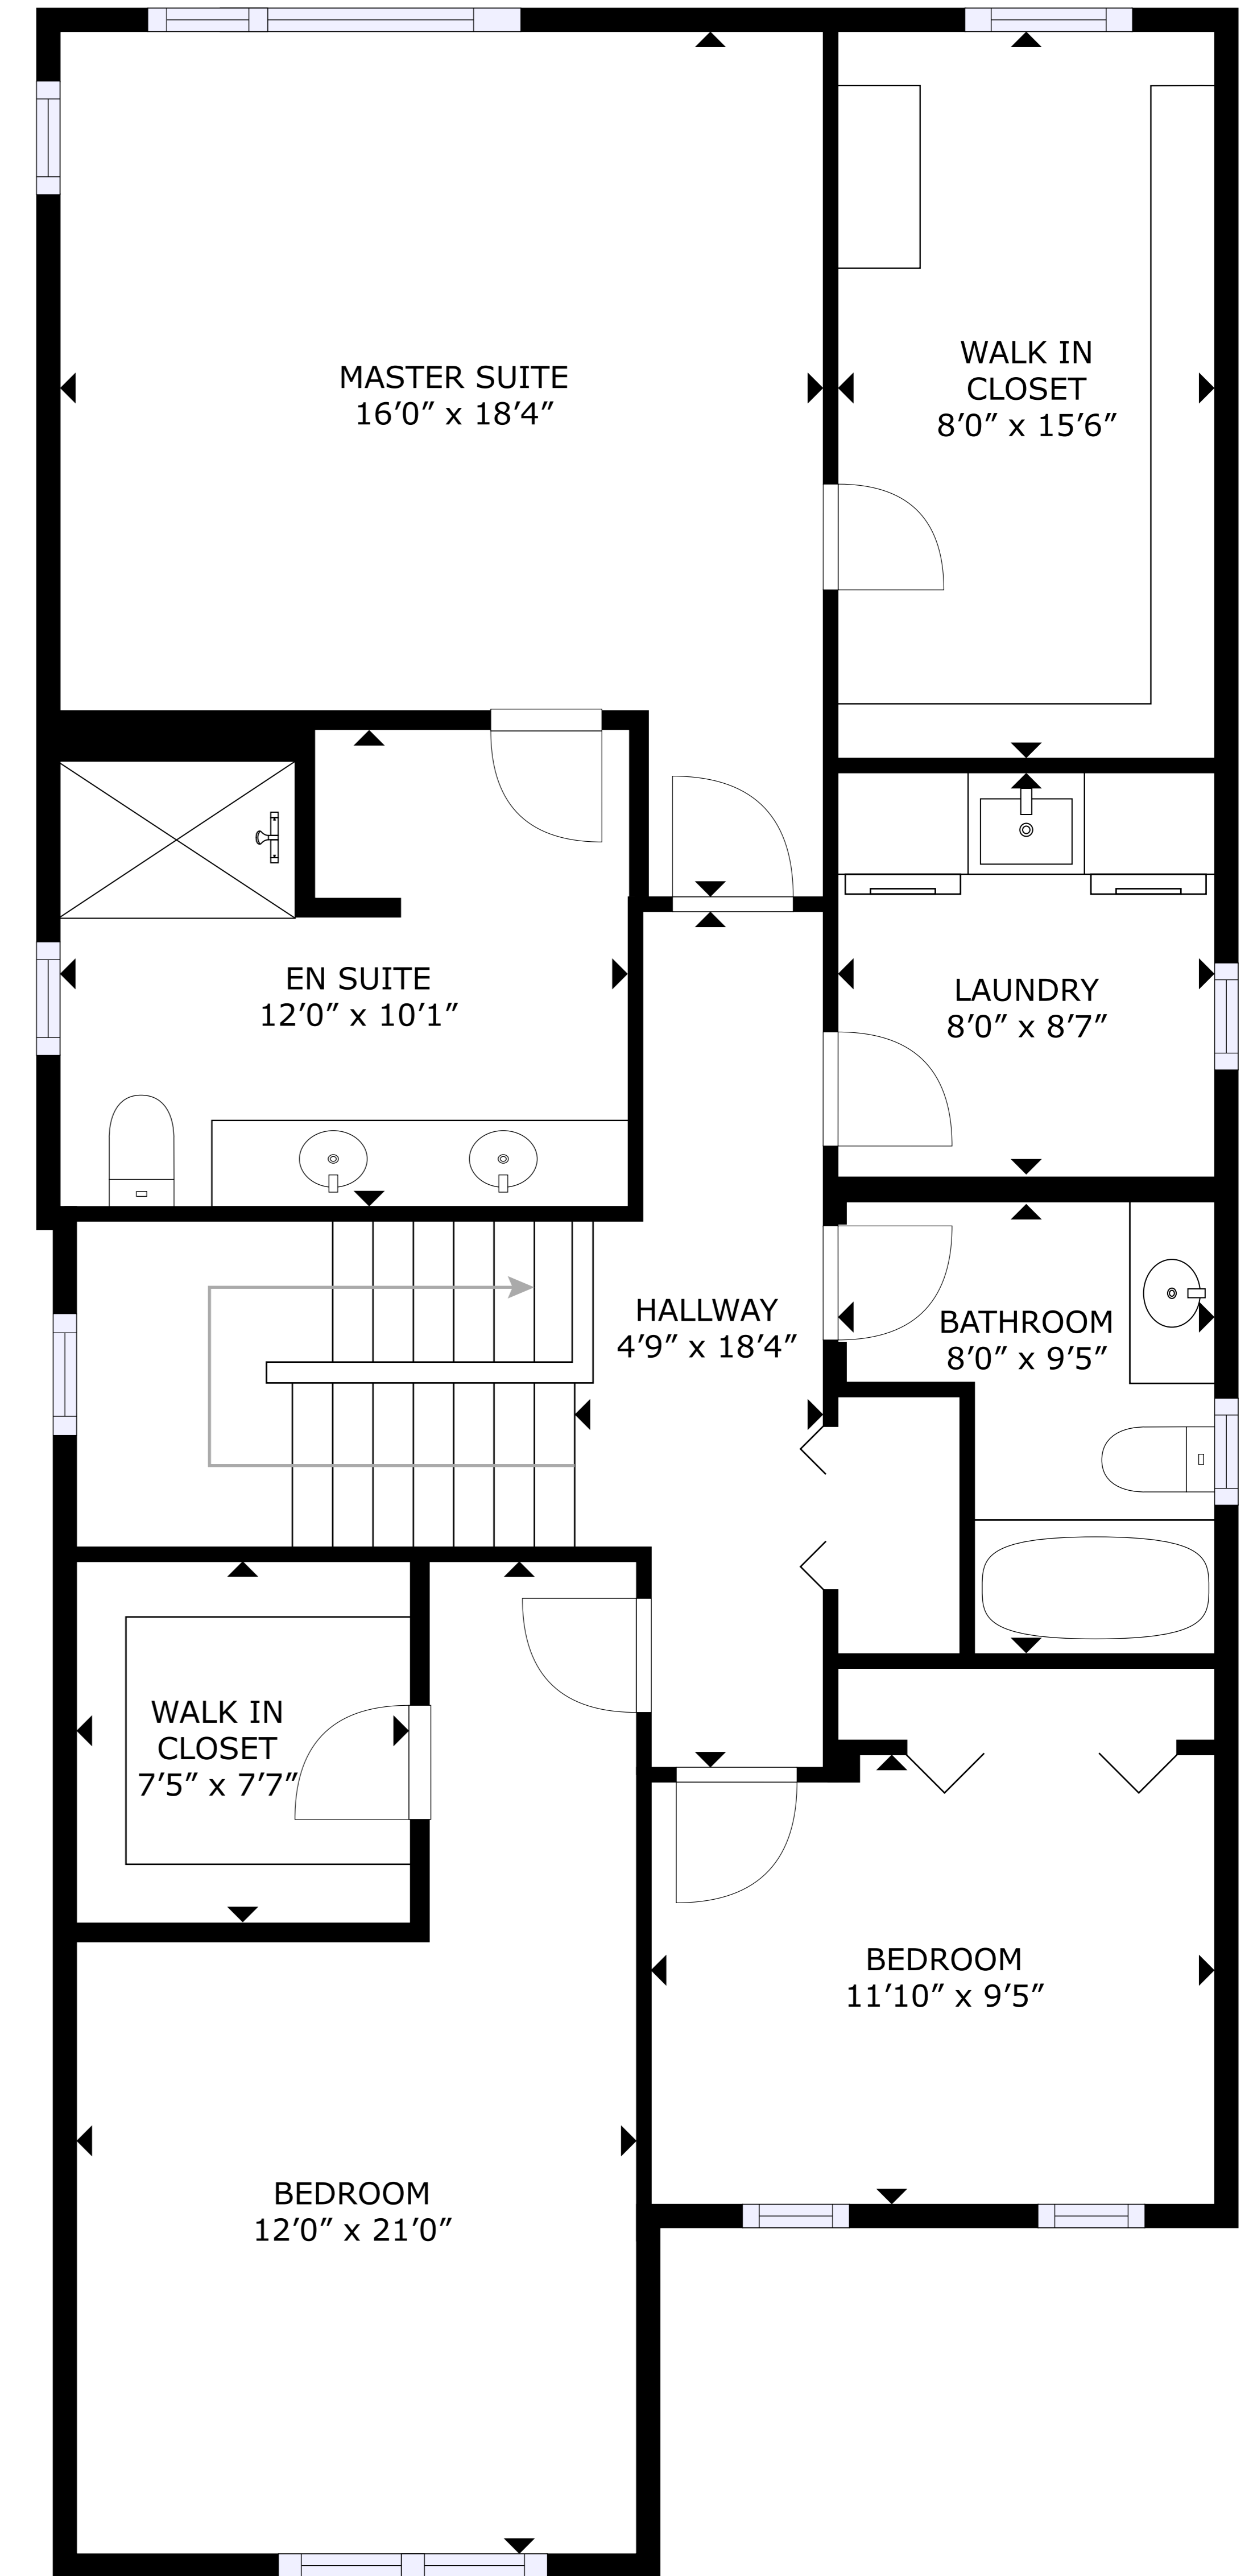 MASTER SUITE
16’0” x 18’4”
WALK IN
CLOSET
8’0” x 15’6”
EN SUITE
12’0” x 10’1”
LAUNDRY
8’0” x 8’7”
HALLWAY
4’9” x 18’4”
BATHROOM
8’0” x 9’5”
WALK IN
CLOSET
7’5” x 7’7”
BEDROOM
11’10” x 9’5”
BEDROOM
12’0” x 21’0”